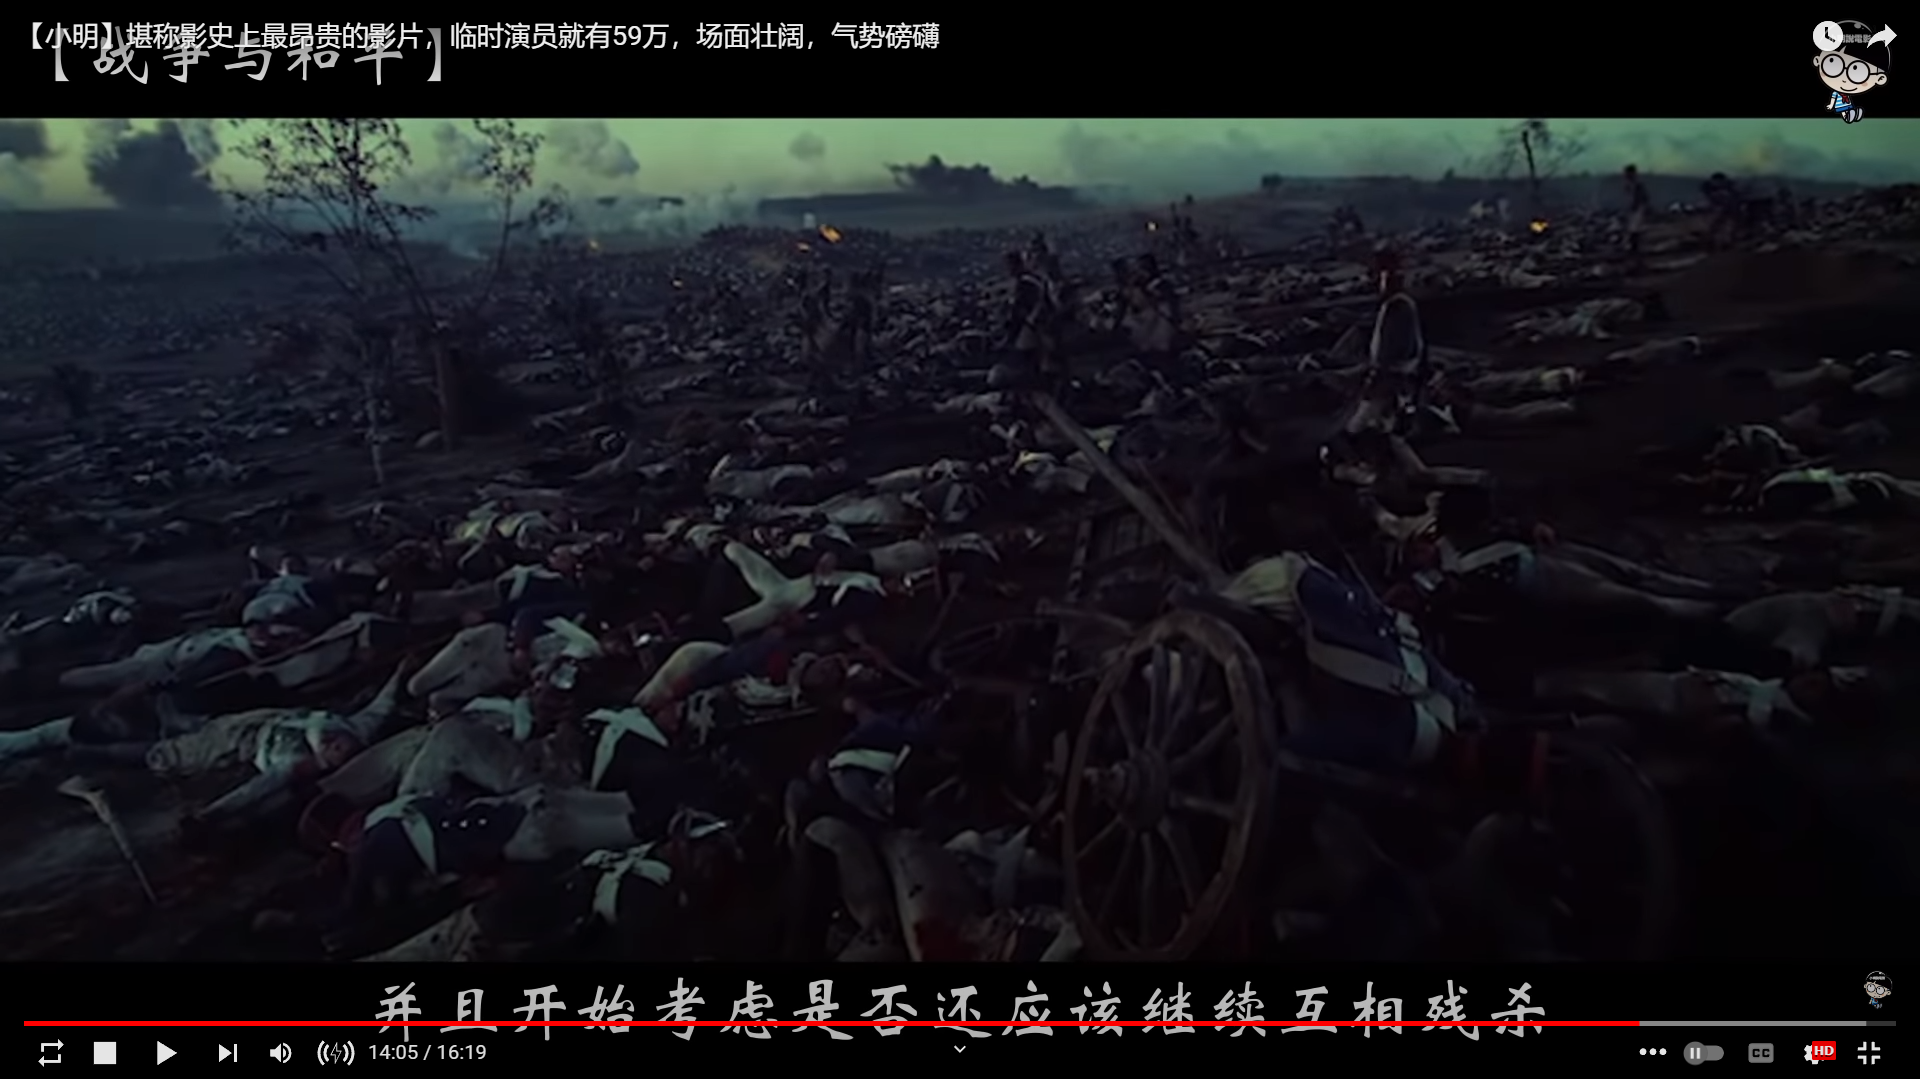 【小明】堪称影史上最昂贵的影片，临时演员就有59万，场面壮阔，气势磅礴
【战争与和平】
并且开始考虑是否还应该继续互相残杀
14:05 / 16:19
CC
HD